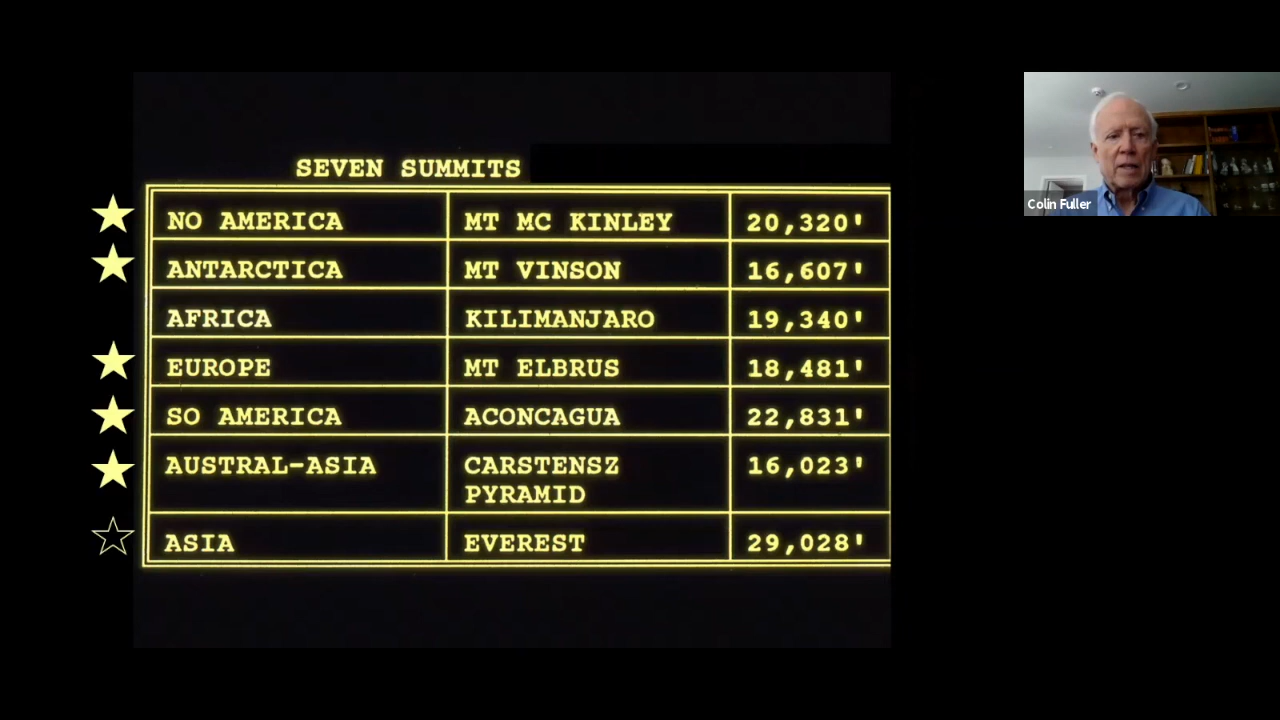 SEVEN SUMMITS
NO AMERICA MT MC KINLEY 20,320'
ANTARCTICA MT VINSON 16,607'
AFRICA KILIMANJARO 19,340'
EUROPE MT ELBRUS 18,481'
SO AMERICA ACONCAGUA 22,831'
AUSTRAL-ASIA CARSTENSZ 16,023'
PYRAMID
ASIA EVEREST 29,028'
Colin Fuller